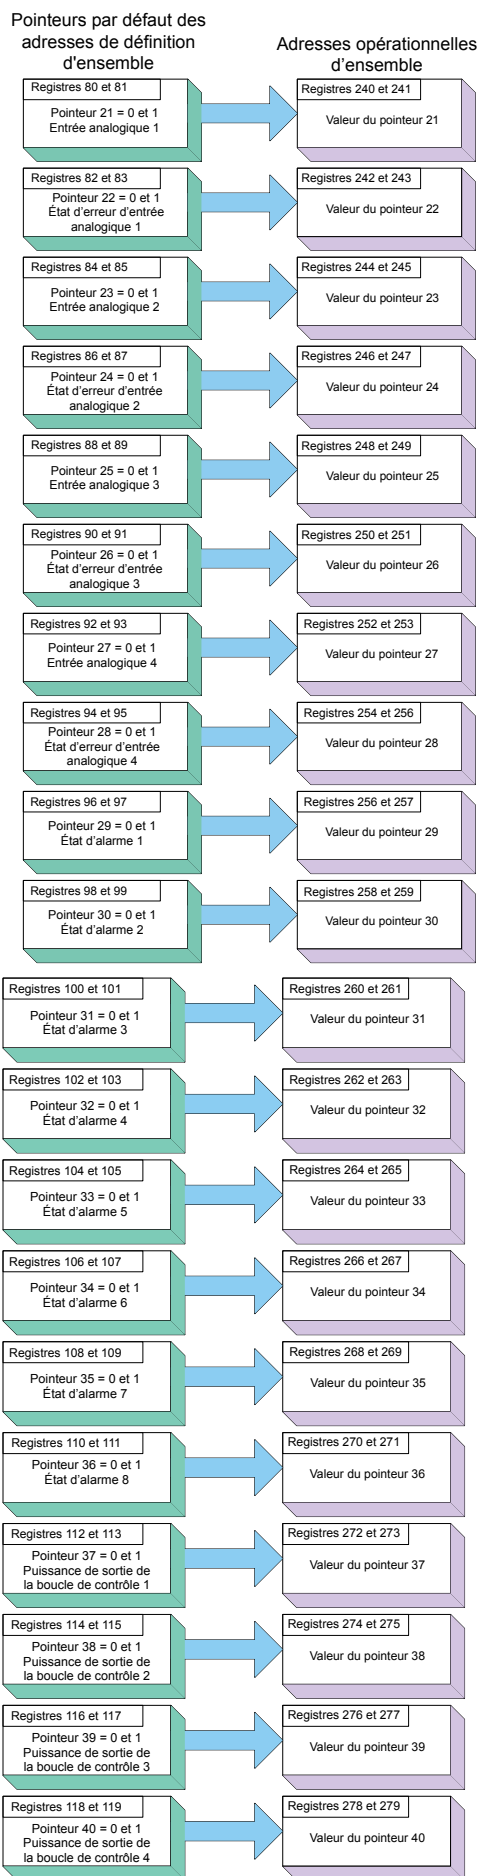 Pointeurs par défaut des
adresses de définition
d'ensemble
Adresses opérationnelles
d’ensemble
Registres 80 et 81
Pointeur 21 = 0 et 1
Entrée analogique 1
Registres 240 et 241
Valeur du pointeur 21
Registres 82 et 83
Pointeur 22 = 0 et 1
État d’erreur d’entrée
analogique 1
Registres 242 et 243
Valeur du pointeur 22
Registres 84 et 85
Pointeur 23 = 0 et 1
Entrée analogique 2
Registres 244 et 245
Valeur du pointeur 23
Registres 86 et 87
Pointeur 24 = 0 et 1
État d’erreur d’entrée
analogique 2
Registres 246 et 247
Valeur du pointeur 24
Registres 88 et 89
Pointeur 25 = 0 et 1
Entrée analogique 3
Registres 248 et 249
Valeur du pointeur 25
Registres 90 et 91
Pointeur 26 = 0 et 1
État d’erreur d’entrée
analogique 3
Registres 250 et 251
Valeur du pointeur 26
Registres 92 et 93
Pointeur 27 = 0 et 1
Entrée analogique 4
Registres 252 et 253
Valeur du pointeur 27
Registres 94 et 95
Pointeur 28 = 0 et 1
État d’erreur d’entrée
analogique 4
Registres 254 et 256
Valeur du pointeur 28
Registres 96 et 97
Pointeur 29 = 0 et 1
État d’alarme 1
Registres 256 et 257
Valeur du pointeur 29
Registres 98 et 99
Pointeur 30 = 0 et 1
État d’alarme 2
Registres 258 et 259
Valeur du pointeur 30
Registres 100 et 101
Pointeur 31 = 0 et 1
État d’alarme 3
Registres 260 et 261
Valeur du pointeur 31
Registres 102 et 103
Pointeur 32 = 0 et 1
État d’alarme 4
Registres 262 et 263
Valeur du pointeur 32
Registres 104 et 105
Pointeur 33 = 0 et 1
État d’alarme 5
Registres 264 et 265
Valeur du pointeur 33
Registres 106 et 107
Pointeur 34 = 0 et 1
État d’alarme 6
Registres 266 et 267
Valeur du pointeur 34
Registres 108 et 109
Pointeur 35 = 0 et 1
État d’alarme 7
Registres 268 et 269
Valeur du pointeur 35
Registres 110 et 111
Pointeur 36 = 0 et 1
État d’alarme 8
Registres 270 et 271
Valeur du pointeur 36
Registres 112 et 113
Pointeur 37 = 0 et 1
Puissance de sortie de
la boucle de contrôle 1
Registres 272 et 273
Valeur du pointeur 37
Registres 114 et 115
Pointeur 38 = 0 et 1
Puissance de sortie de
la boucle de contrôle 2
Registres 274 et 275
Valeur du pointeur 38
Registres 116 et 117
Pointeur 39 = 0 et 1
Puissance de sortie de
la boucle de contrôle 3
Registres 276 et 277
Valeur du pointeur 39
Registres 118 et 119
Pointeur 40 = 0 et 1
Puissance de sortie de
la boucle de contrôle 4
Registres 278 et 279
Valeur du pointeur 40